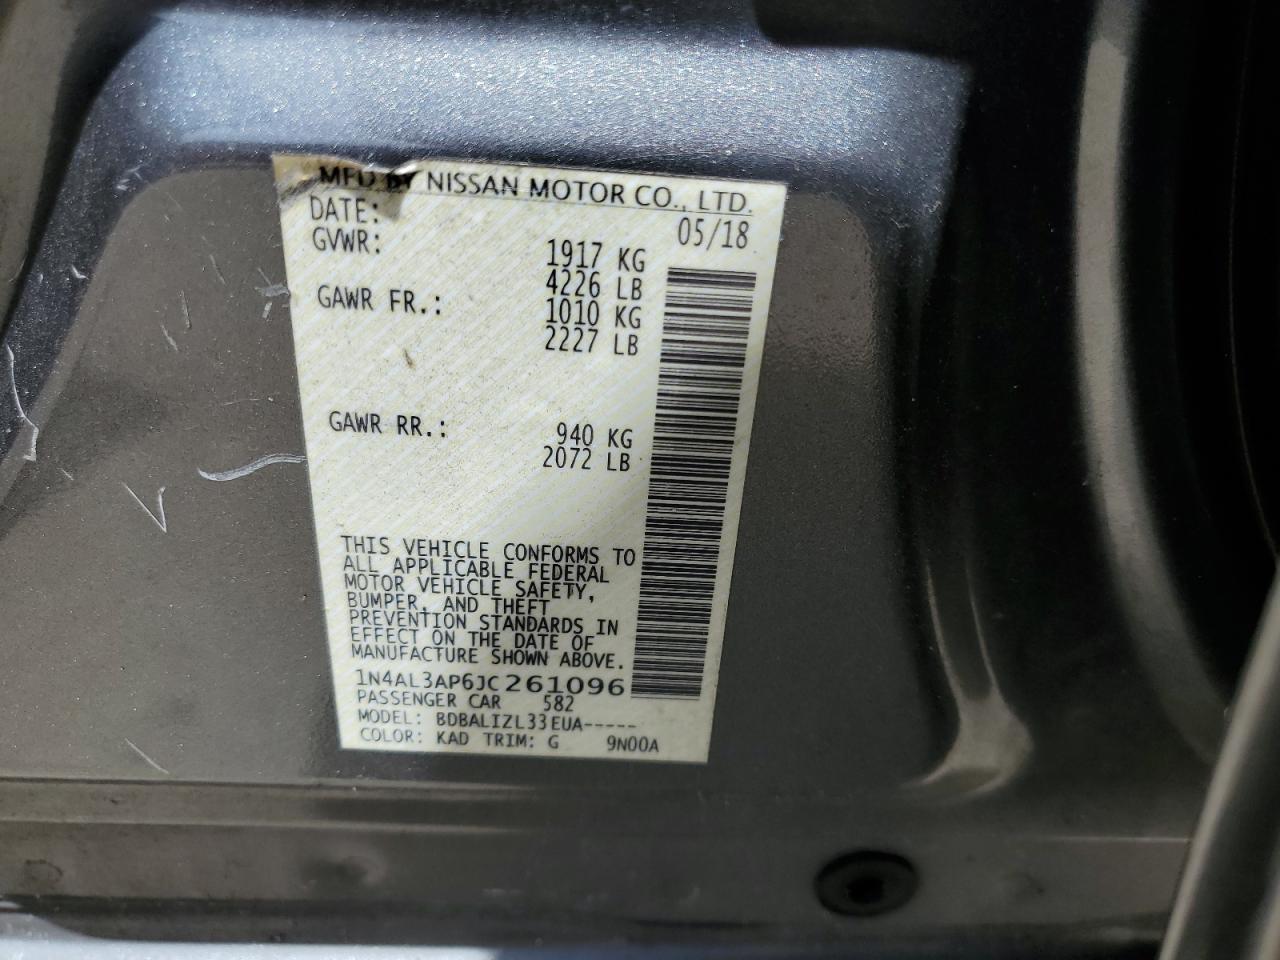 MFD BY NISSAN MOTOR CO., LTD.
DATE: 05/18
GVWR: 1917 KG
4226 LB
GAWR FR.: 1010 KG
2227 LB
GAWR RR.: 940 KG
2072 LB
THIS VEHICLE CONFORMS TO
ALL APPLICABLE FEDERAL
MOTOR VEHICLE SAFETY,
BUMPER, AND THEFT
PREVENTION STANDARDS IN
EFFECT ON THE DATE OF
MANUFACTURE SHOWN ABOVE.
1N4AL3AP6JC261096
PASSENGER CAR 582
MODEL: BDBALIZL33EUA-----
COLOR: KAD TRIM: G 9N00A